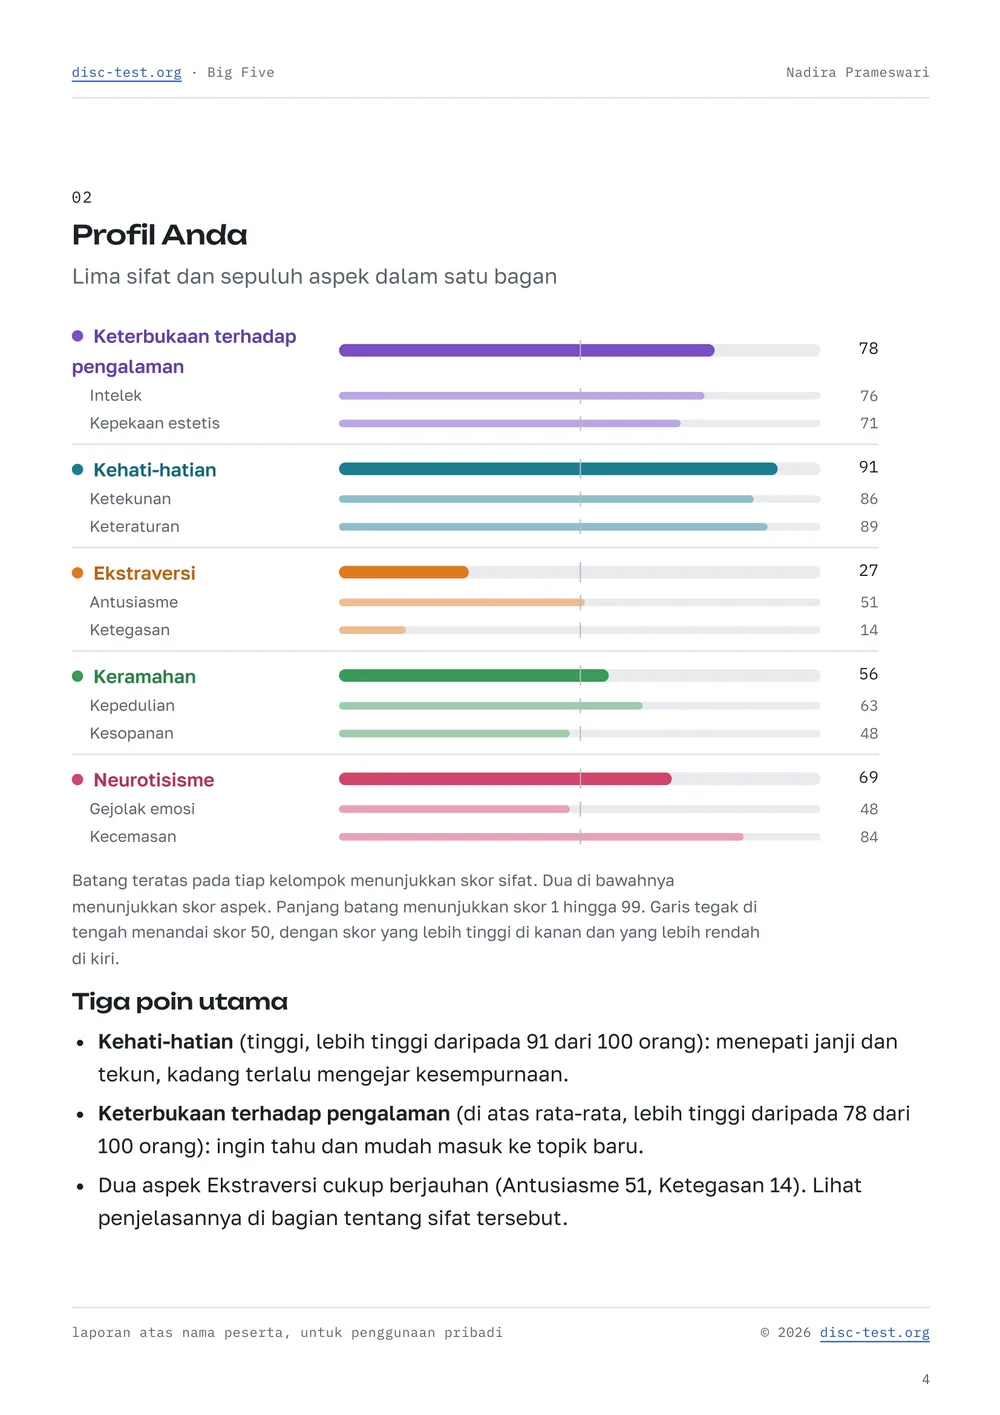 disc-test.org · Big Five
Nadira Prameswari
02
Profil Anda
Lima sifat dan sepuluh aspek dalam satu bagian
Keterbukaan terhadap
pengalaman
78
Intelek 76
Kepekaan estetis 71
Kehati-hatian 91
Ketekunan 86
Keteraturan 89
Ekstraversi 27
Antusiasme 51
Ketegasan 14
Keramahan 56
Kepedulian 63
Kesopanan 48
Neurotisisme 69
Gejolak emosi 48
Kecemasan 84
Batang teratas pada tiap kelompok menunjukkan skor sifat. Dua di bawahnya
menunjukkan skor aspek. Panjang batang menunjukkan skor 1 hingga 99. Garis tegak di
tengah menandai skor 50, dengan skor yang lebih tinggi di kanan dan yang lebih rendah
di kiri.
Tiga poin utama
• Kehati-hatian (tinggi, lebih tinggi daripada 91 dari 100 orang): menepati janji dan
tekun, kadang terlalu mengejar kesempurnaan.
• Keterbukaan terhadap pengalaman (di atas rata-rata, lebih tinggi daripada 78 dari
100 orang): ingin tahu dan mudah masuk ke topik baru.
• Dua aspek Ekstraversi cukup berjauhan (Antusiasme 51, Ketegasan 14). Lihat
penjelasannya di bagian tentang sifat tersebut.
laporan atas nama peserta, untuk penggunaan pribadi
© 2026 disc-test.org
4